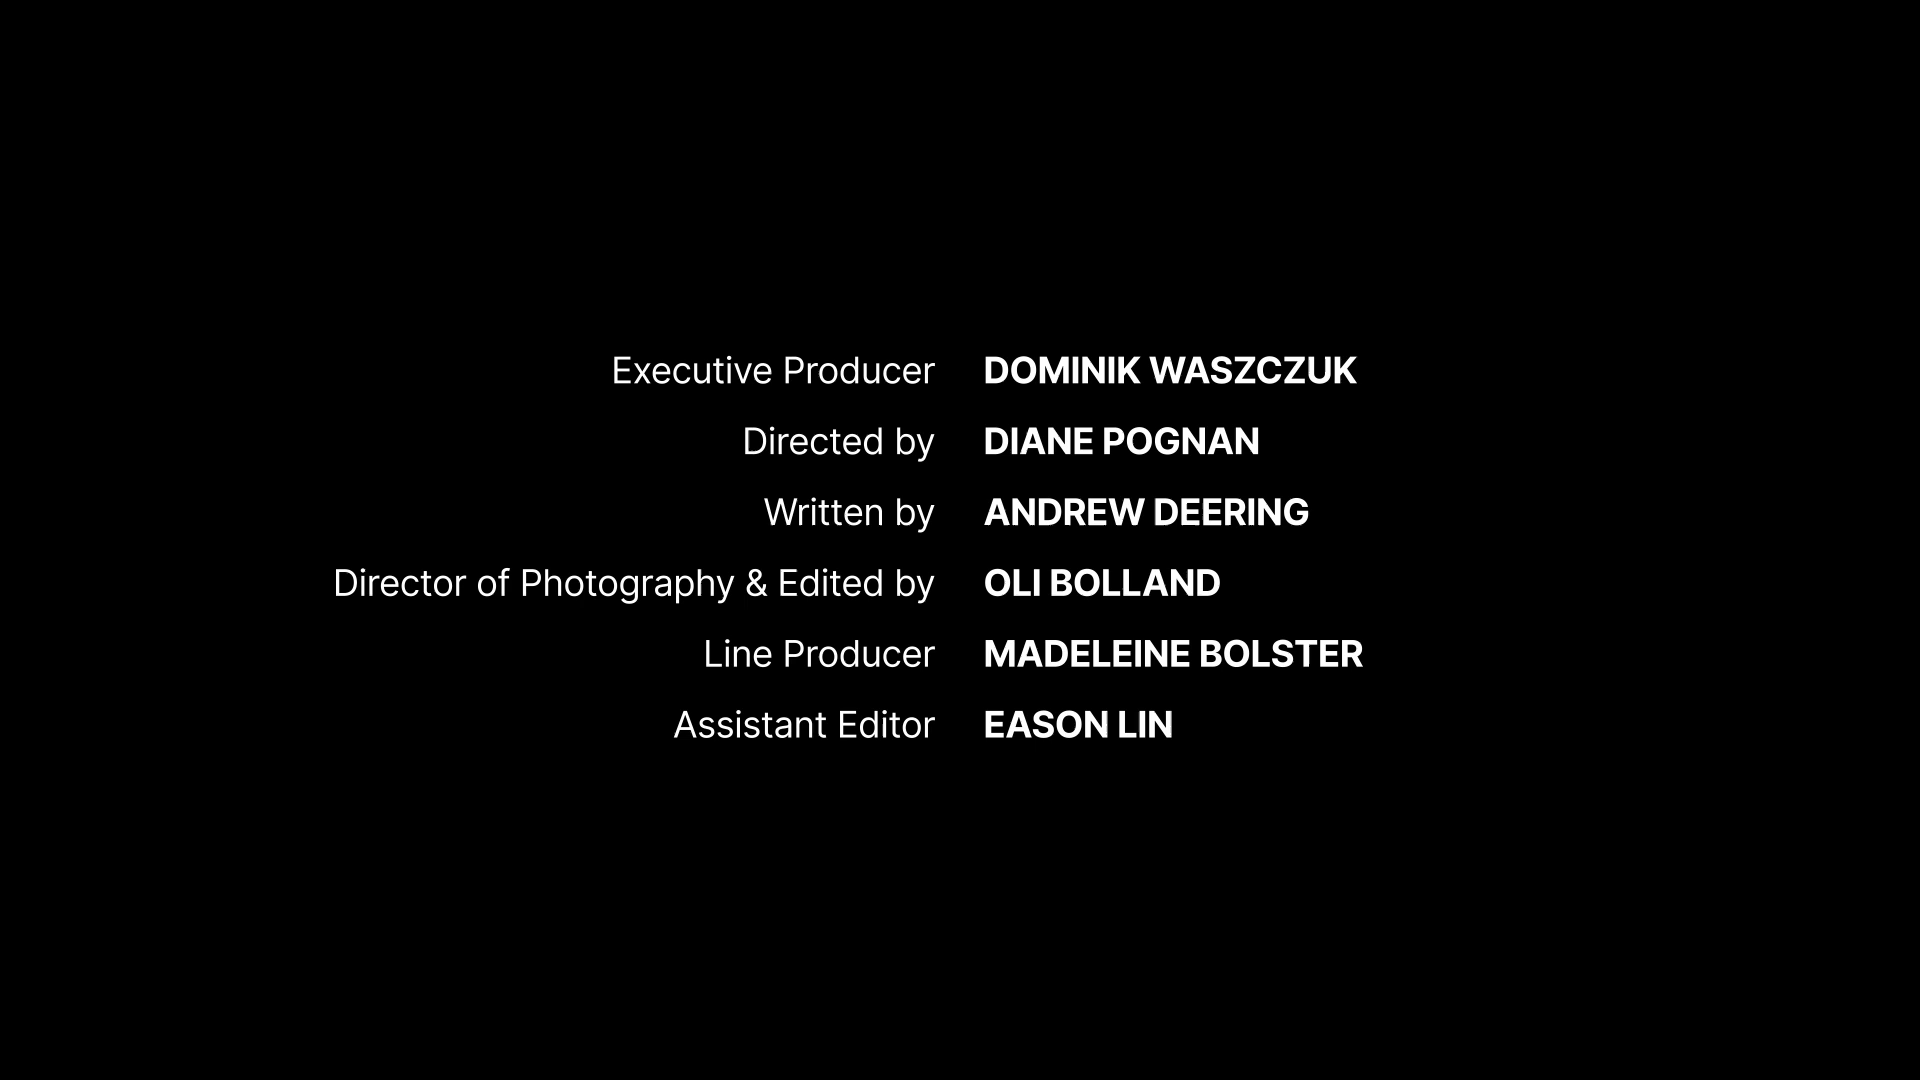 Executive Producer DOMINIK WASZCZUK
Directed by DIANE POGNAN
Written by ANDREW DEERING
Director of Photography & Edited by OLI BOLLAND
Line Producer MADELEINE BOLSTER
Assistant Editor EASON LIN